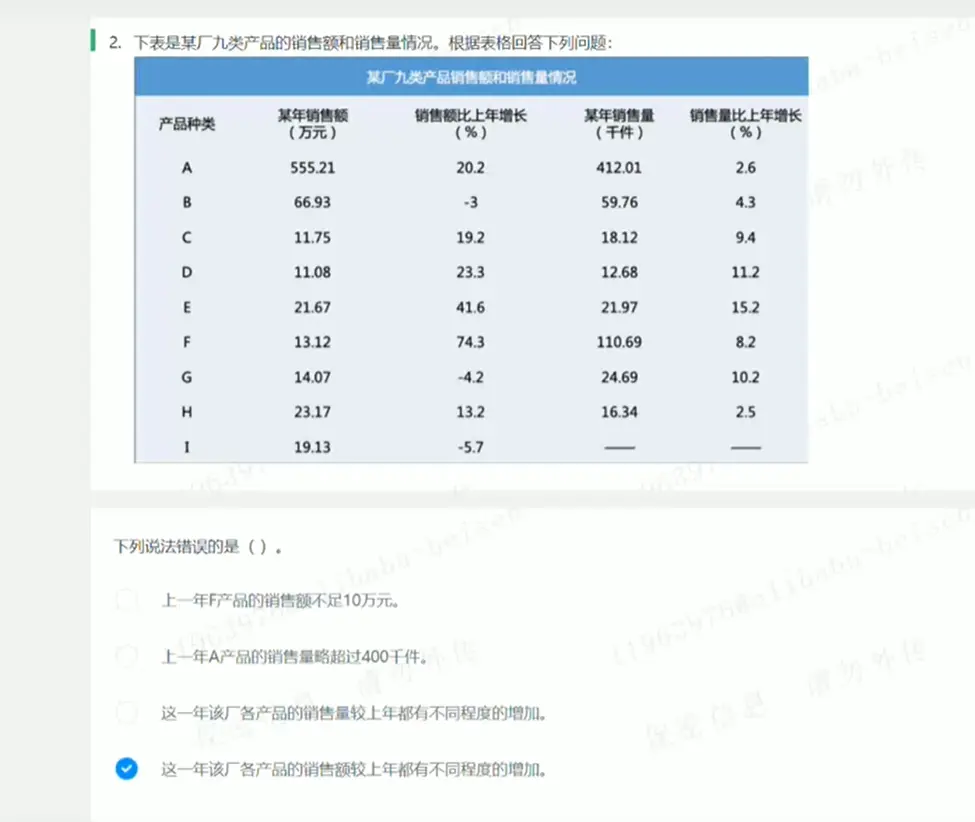 2. 下表是某厂九类产品的销售额和销售量情况。根据表格回答下列问题：
某厂九类产品销售额和销售量情况
产品种类 某年销售额（万元） 销售额比上年增长（%） 某年销售量（千件） 销售量比上年增长（%）
A 555.21 20.2 412.01 2.6
B 66.93 -3 59.76 4.3
C 11.75 19.2 18.12 9.4
D 11.08 23.3 12.68 11.2
E 21.67 41.6 21.97 15.2
F 13.12 74.3 110.69 8.2
G 14.07 -4.2 24.69 10.2
H 23.17 13.2 16.34 2.5
I 19.13 -5.7 —— ——
下列说法错误的是（ ）。
上一年F产品的销售额不足10万元。
上一年A产品的销售量略超过400千件。
这一年该厂各产品的销售量较上年都有不同程度的增加。
这一年该厂各产品的销售额较上年都有不同程度的增加。